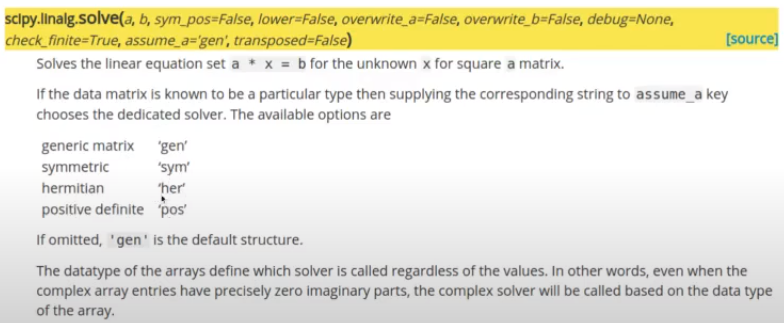 scipy.linalg.solve(a, b, sym_pos=False, lower=False, overwrite_a=False, overwrite_b=False, debug=None,
check_finite=True, assume_a='gen', transposed=False) [source]
Solves the linear equation set a * x = b for the unknown x for square a matrix.
If the data matrix is known to be a particular type then supplying the corresponding string to assume_a key
chooses the dedicated solver. The available options are
generic matrix 'gen'
symmetric 'sym'
hermitian 'her'
positive definite 'pos'
If omitted, 'gen' is the default structure.
The datatype of the arrays define which solver is called regardless of the values. In other words, even when the
complex array entries have precisely zero imaginary parts, the complex solver will be called based on the data type
of the array.